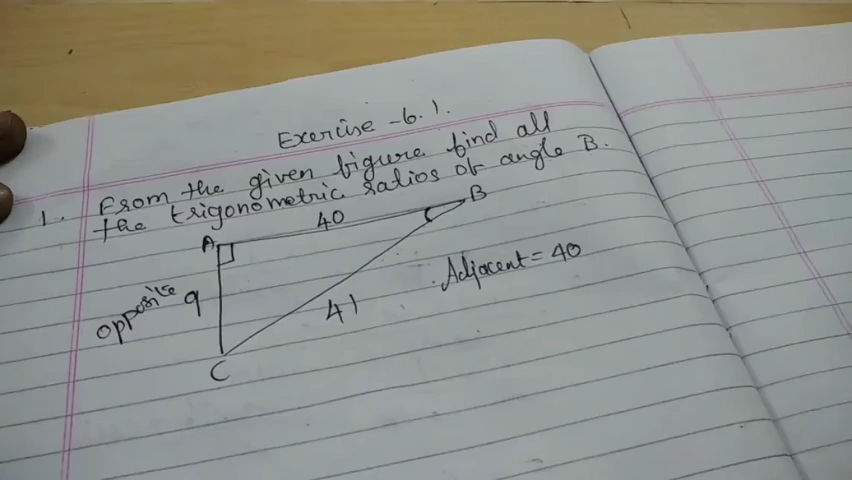 Exercise -6.1.
1. From the given figure find all
the trigonometric ratios of angle B.
A
40
B
opposite 9
41
Adjacent = 40
C